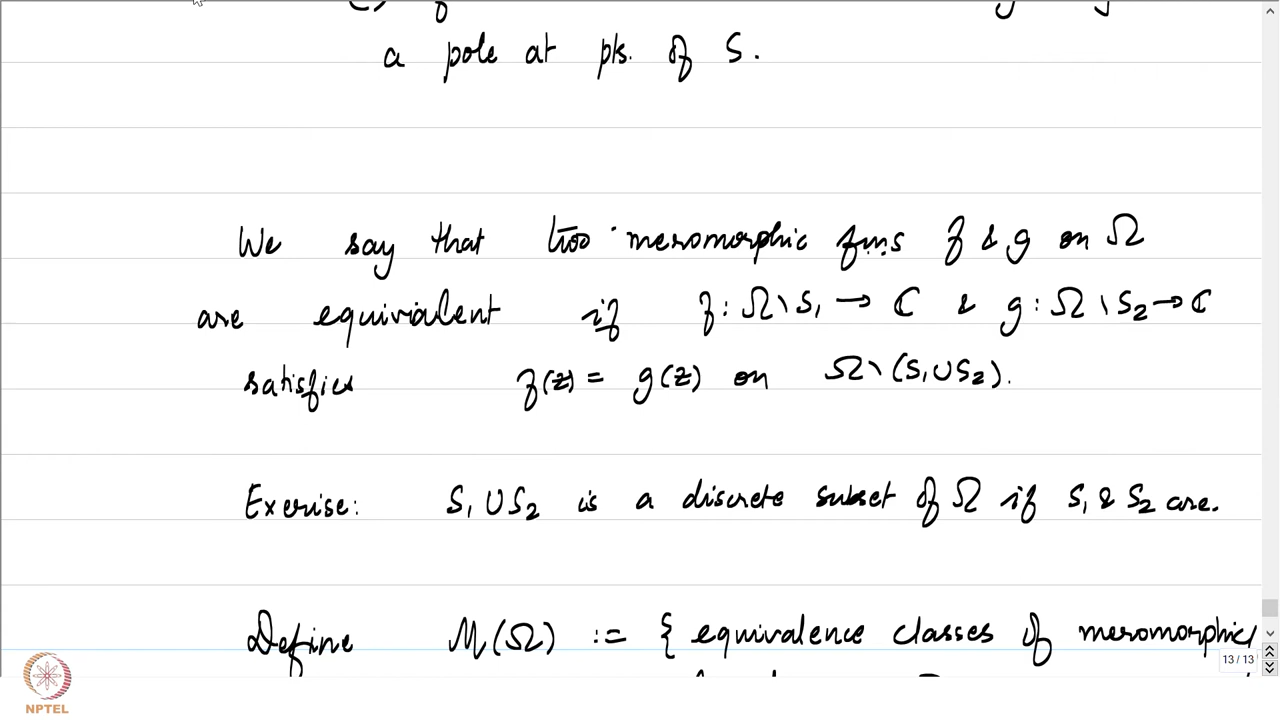 a pole at pts. of S.
We say that two meromorphic fns f & g on Ω
are equivalent if f : Ω \ S₁ → ℂ & g : Ω \ S₂ → ℂ
satisfies f(z) = g(z) on Ω \ (S₁ ∪ S₂).
Exerise: S₁ ∪ S₂ is a discrete subset of Ω if S₁ & S₂ are.
Define M(Ω) := { equivalence classes of meromorphic
13 / 13
NPTEL